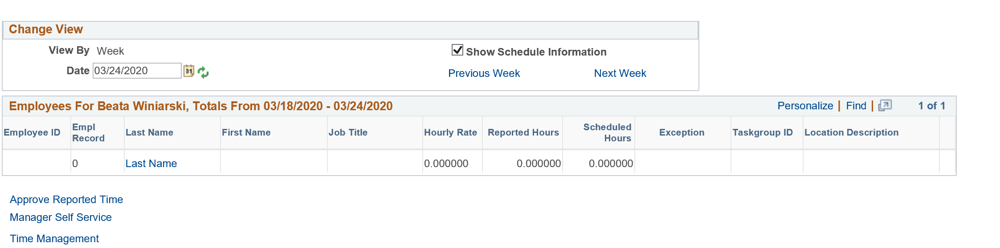 Change View
View By Week
Show Schedule Information
Date 03/24/2020 31
Previous Week Next Week
Employees For Beata Winiarski, Totals From 03/18/2020 - 03/24/2020
Personalize | Find | 1 of 1
Employee ID Empl Record Last Name First Name Job Title Hourly Rate Reported Hours Scheduled Hours Exception Taskgroup ID Location Description
0 Last Name 0.000000 0.000000 0.000000
Approve Reported Time
Manager Self Service
Time Management